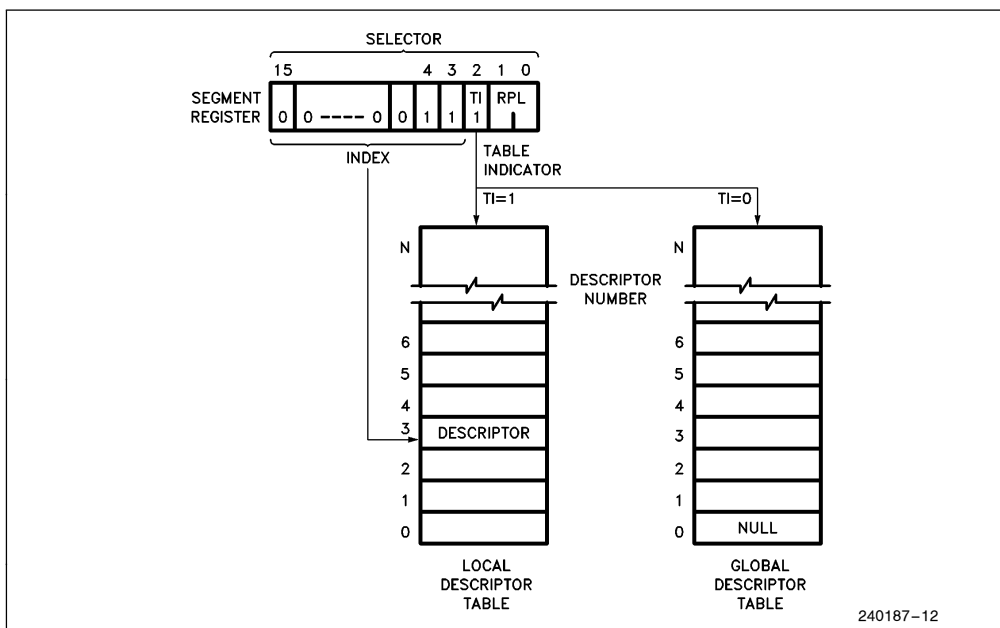 SELECTOR
15 4 3 2 1 0
SEGMENT REGISTER
TI RPL
0 0 ---- 0 0 1 1 1
INDEX
TABLE INDICATOR
TI=1 TI=0
N
DESCRIPTOR NUMBER
N
6
5
4
3 DESCRIPTOR
2
1
0
6
5
4
3
2
1
0 NULL
LOCAL
DESCRIPTOR
TABLE
GLOBAL
DESCRIPTOR
TABLE
240187–12